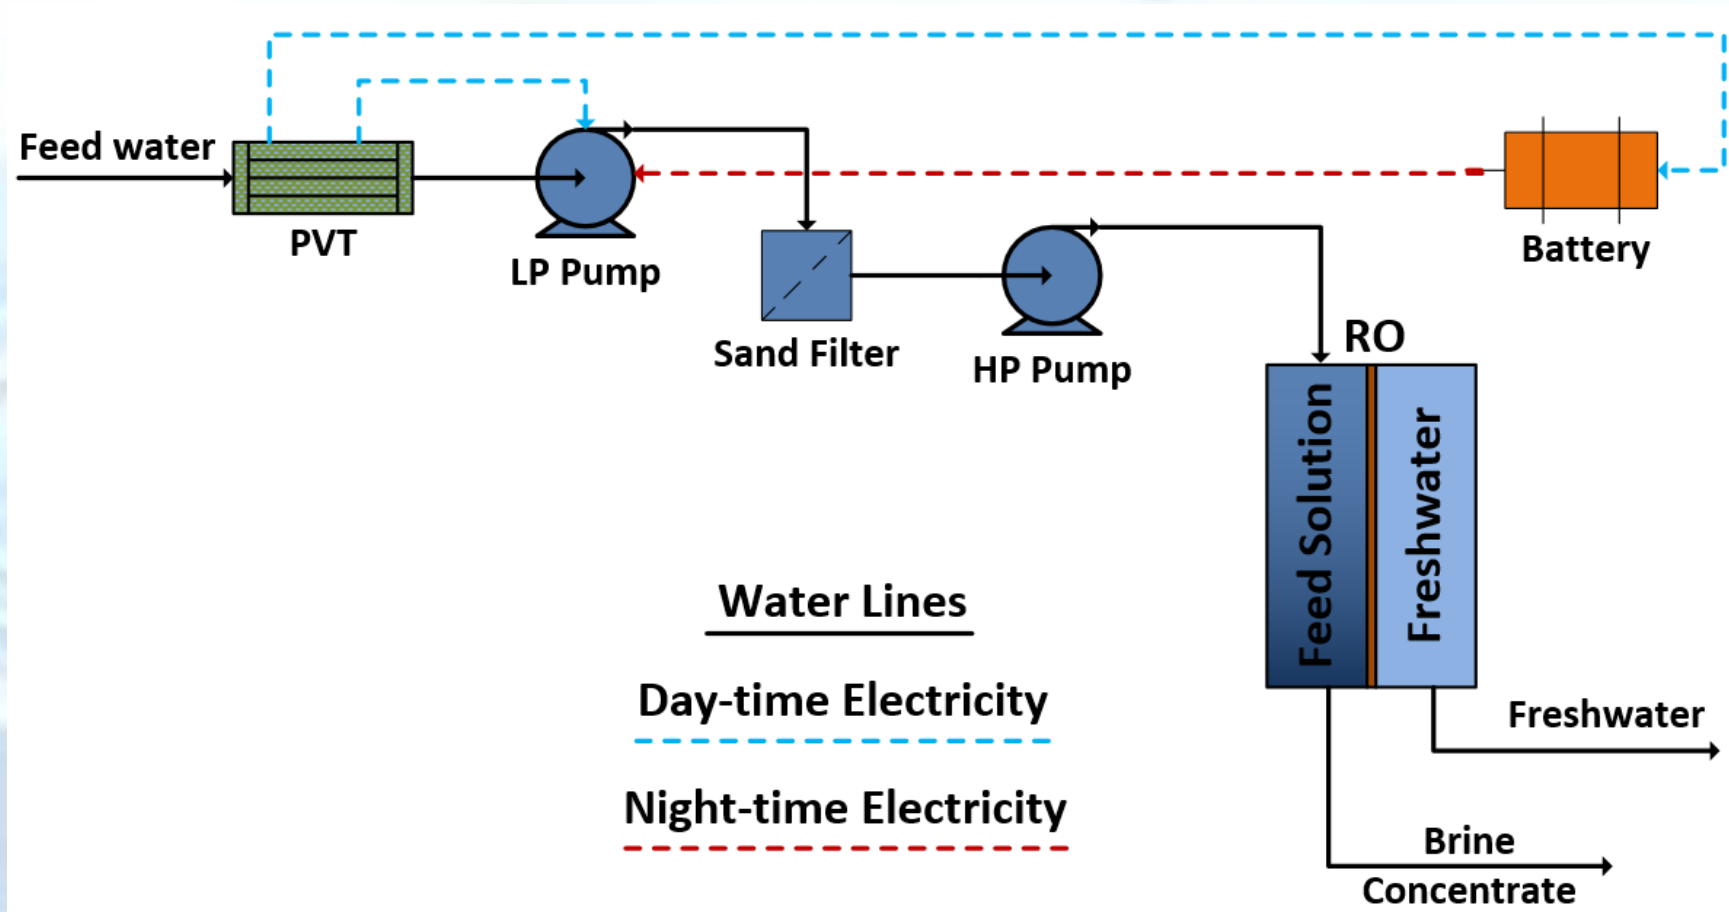 Feed water
PVT
LP Pump
Battery
Sand Filter
HP Pump
RO
Feed Solution
Freshwater
Water Lines
Day-time Electricity
Night-time Electricity
Freshwater
Brine
Concentrate